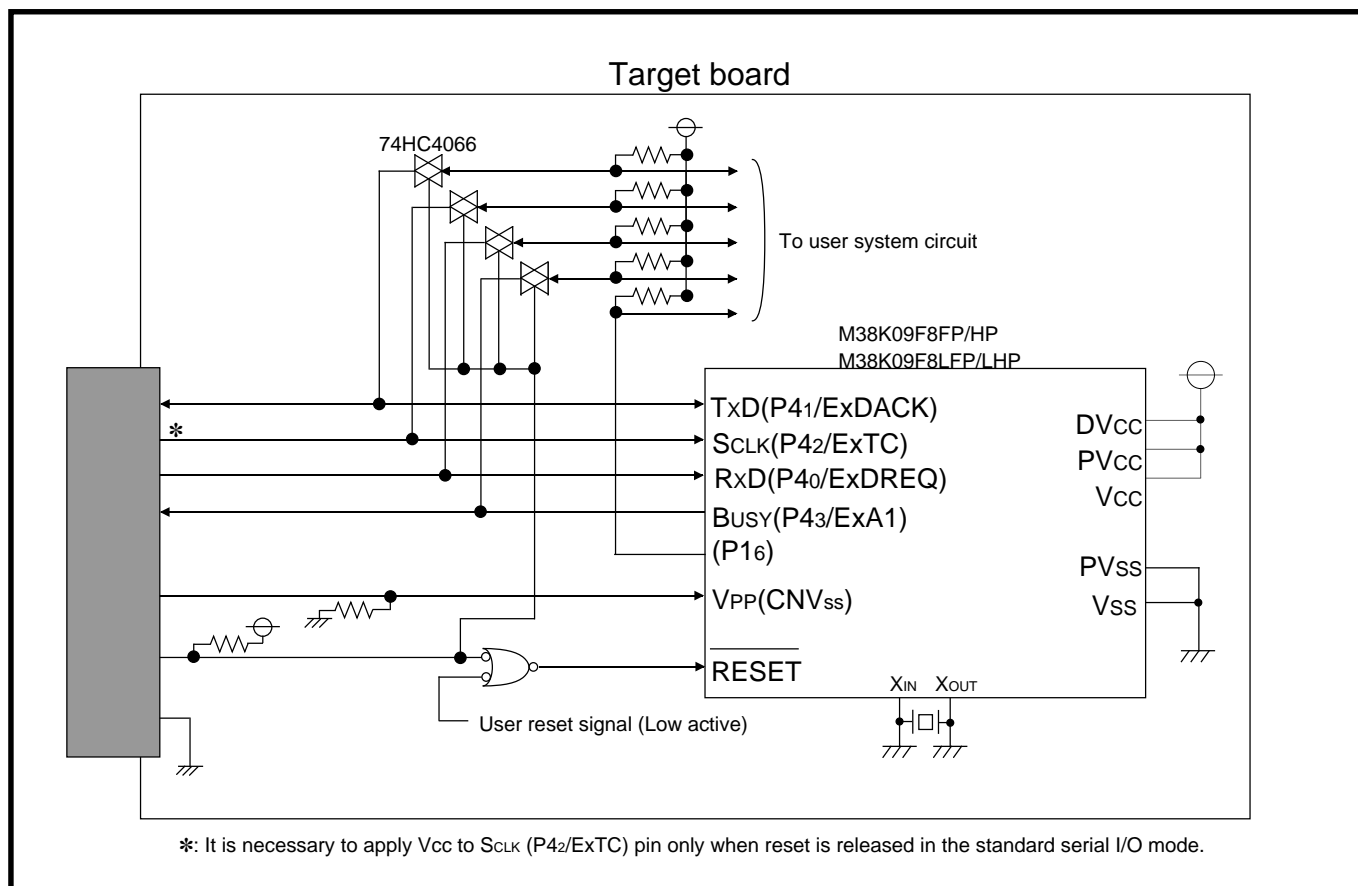 Target board
74HC4066
To user system circuit
M38K09F8FP/HP
M38K09F8LFP/LHP
TxD(P41/ExDACK)
SCLK(P42/ExTC)
RxD(P40/ExDREQ)
BUSY(P43/ExA1)
(P16)
VPP(CNVss)
RESET
DVCC
PVCC
VCC
PVSS
VSS
XIN XOUT
✻
User reset signal (Low active)
✻: It is necessary to apply Vcc to SCLK (P42/ExTC) pin only when reset is released in the standard serial I/O mode.